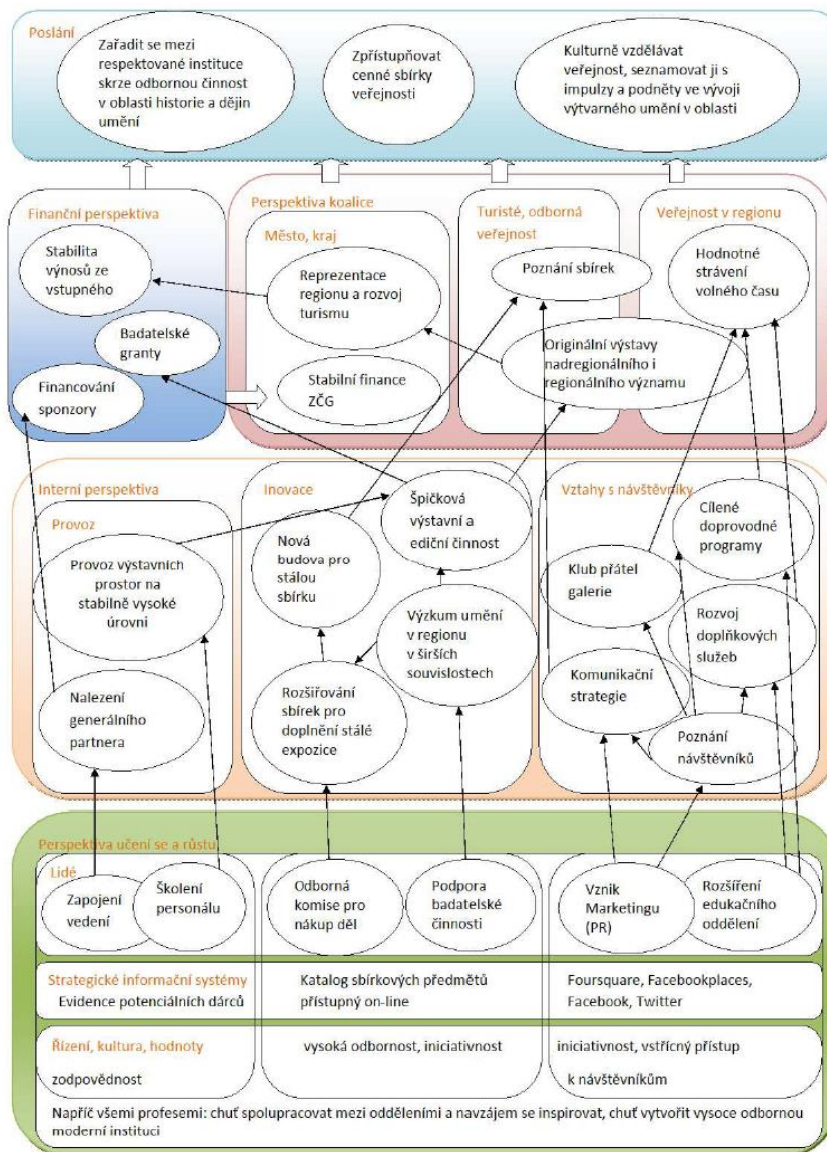 Poslání
Zařadit se mezi
respektované instituce
skrze odbornou činnost
v oblasti historie a dějin
umění
Zpřístupňovat
cenné sbírky
veřejnosti
Kulturně vzdělávat
veřejnost, seznamovat ji s
impulzy a podněty ve vývoji
výtvarného umění v oblasti
Finanční perspektiva
Stabilita
výnosů ze
vstupného
Badatelské
granty
Financování
sponzory
Perspektiva koalice
Město, kraj
Reprezentace
regionu a rozvoj
turismu
Stabilní finance
ZČG
Turisté, odborná
veřejnost
Poznání sbírek
Originální výstavy
nadregionálního i
regionálního významu
Veřejnost v regionu
Hodnotné
strávení
volného času
Interní perspektiva
Provoz
Provoz výstavních
prostor na
stabilně vysoké
úrovni
Nalezení
generálního
partnera
Inovace
Špičková
výstavní a
ediční činnost
Nová
budova pro
stálou
sbírku
Výzkum umění
v regionu
v širších
souvislostech
Rozšiřování
sbírek pro
doplnění stálé
expozice
Vztahy s návštěvníky
Cílené
doprovodné
programy
Klub přátel
galerie
Rozvoj
doplňkových
služeb
Komunikační
strategie
Poznání
návštěvníků
Perspektiva učení se a růstu
Lidé
Zapojení
vedení
Školení
personálu
Odborná
komise pro
nákup děl
Podpora
badatelské
činnosti
Vznik
Marketingu
(PR)
Rozšíření
edukačního
oddělení
Strategické informační systémy
Evidence potenciálních dárců
Katalog sbírkových předmětů
přístupný on-line
Foursquare, Facebookplaces,
Facebook, Twitter
Řízení, kultura, hodnoty
zodpovědnost
vysoká odbornost, iniciativnost
iniciativnost, vstřícný přístup
k návštěvníkům
Napříč všemi profesemi: chuť spolupracovat mezi odděleními a navzájem se inspirovat, chuť vytvořit vysoce odbornou
moderní instituci